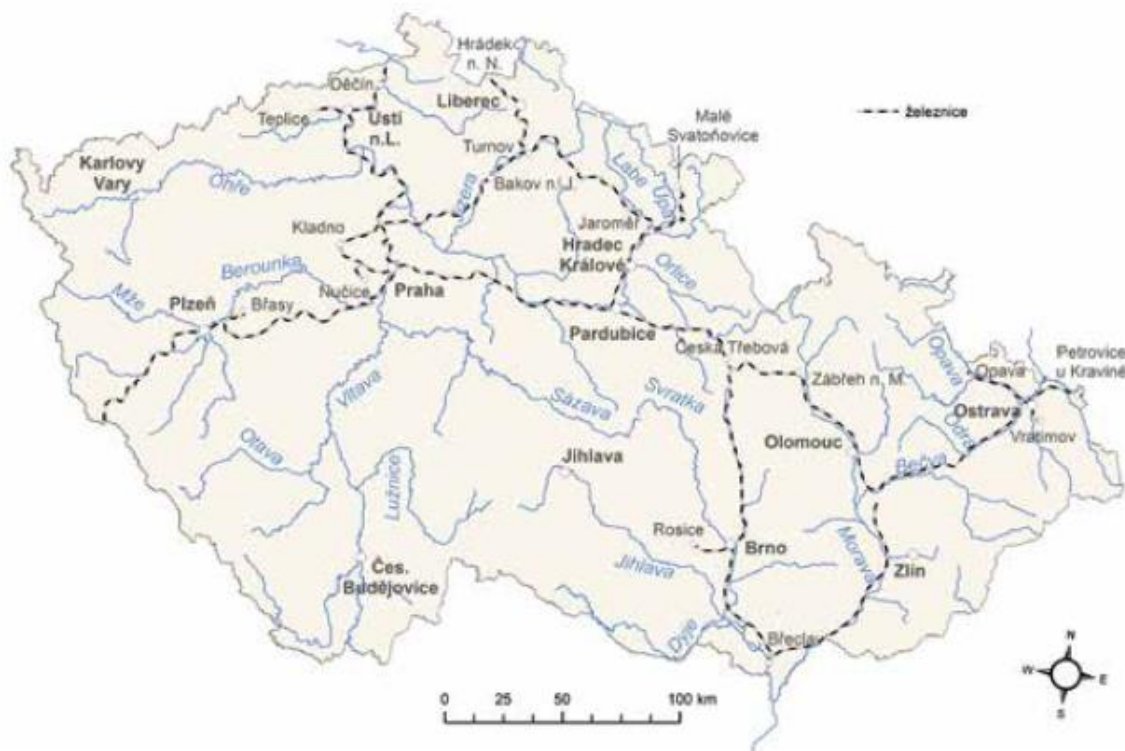 Hrádek
n. N.
Děčín
Liberec
Teplice
Ústí
n.L.
železnice
Malé
Svatoňovice
Turnov
Karlovy
Vary
Ohře
Labe
Úpa
Jizera
Bakov n. J.
Kladno
Jaroměř
Hradec
Králové
Orlice
Berounka
Nučice
Praha
Mže
Plzeň
Břasy
Pardubice
Česká Třebová
Opava
Opava
Petrovice
u Kraviné
Zábřeh n. M.
Ostrava
Vratimov
Odra
Bečva
Vltava
Sázava
Svratka
Olomouc
Otava
Lužnice
Jihlava
Rosice
Brno
Morava
Zlín
Jihlava
Čes.
Budějovice
Dyje
Břeclav
0 25 50 100 km
N
W
E
S